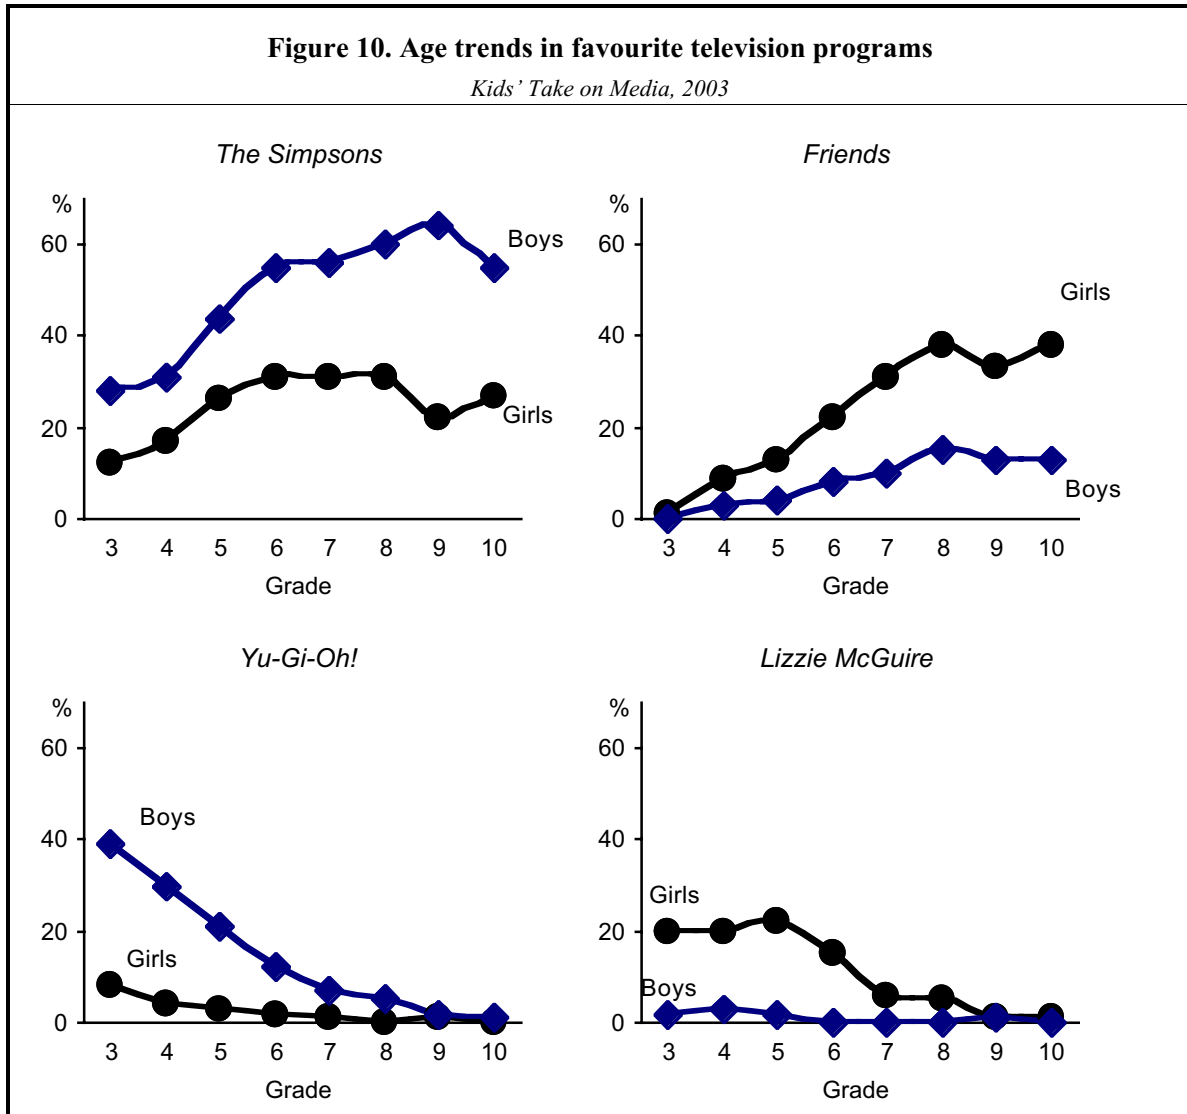 Figure 10. Age trends in favourite television programs
Kids' Take on Media, 2003
The Simpsons
%
60
40
20
0
Boys
Girls
3 4 5 6 7 8 9 10
Grade
Friends
%
60
40
20
0
Girls
Boys
3 4 5 6 7 8 9 10
Grade
Yu-Gi-Oh!
%
60
40
20
0
Boys
Girls
3 4 5 6 7 8 9 10
Grade
Lizzie McGuire
%
60
40
20
0
Girls
Boys
3 4 5 6 7 8 9 10
Grade